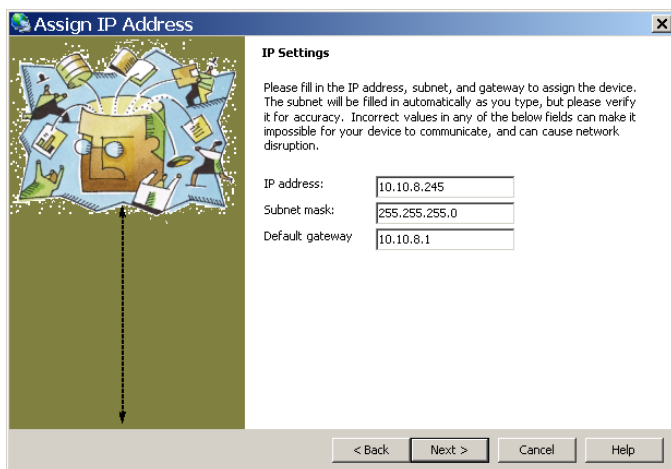 Assign IP Address
IP Settings
Please fill in the IP address, subnet, and gateway to assign the device.
The subnet will be filled in automatically as you type, but please verify
it for accuracy. Incorrect values in any of the below fields can make it
impossible for your device to communicate, and can cause network
disruption.
IP address: 10.10.8.245
Subnet mask: 255.255.255.0
Default gateway 10.10.8.1
< Back Next > Cancel Help